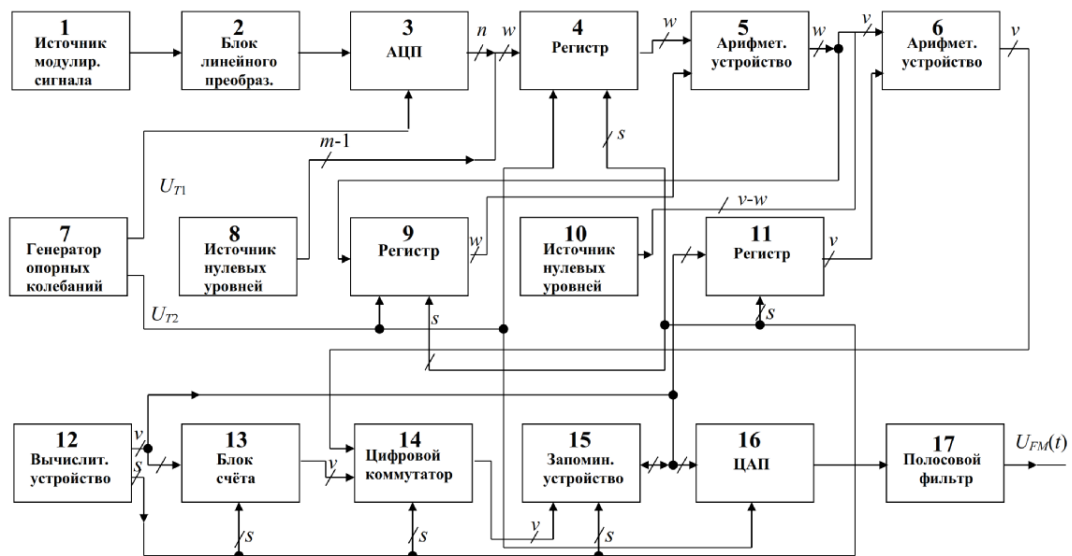 1
Источник
модулир.
сигнала
2
Блок
линейного
преобраз.
3
АЦП
n
w
4
Регистр
w
5
Арифмет.
устройство
w
v
6
Арифмет.
устройство
v
s
m-1
U_T1
v-w
7
Генератор
опорных
колебаний
8
Источник
нулевых
уровней
9
Регистр
w
10
Источник
нулевых
уровней
11
Регистр
v
U_T2
s
s
12
Вычислит.
устройство
v
s
13
Блок
счёта
v
14
Цифровой
коммутатор
v
15
Запомин.
устройство
16
ЦАП
17
Полосовой
фильтр
U_FM(t)
s
s
s